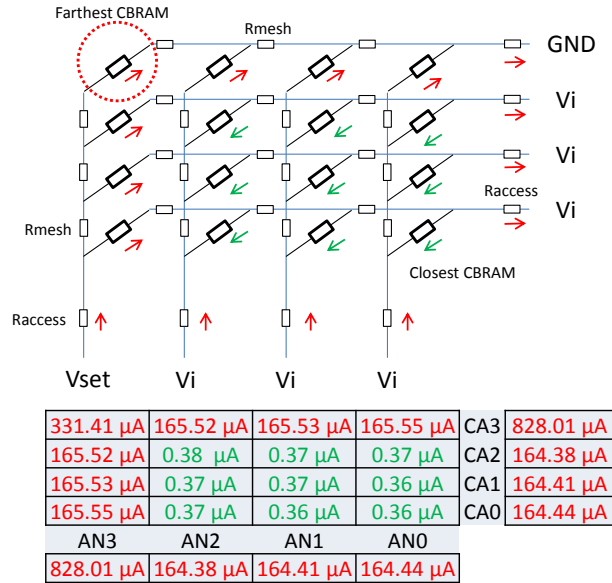 Farthest CBRAM
Rmesh
GND
Vi
Vi
Raccess
Vi
Rmesh
Closest CBRAM
Raccess
Vset Vi Vi Vi
331.41 µA 165.52 µA 165.53 µA 165.55 µA CA3 828.01 µA
165.52 µA 0.38 µA 0.37 µA 0.37 µA CA2 164.38 µA
165.53 µA 0.37 µA 0.37 µA 0.36 µA CA1 164.41 µA
165.55 µA 0.37 µA 0.36 µA 0.36 µA CA0 164.44 µA
AN3 AN2 AN1 AN0
828.01 µA 164.38 µA 164.41 µA 164.44 µA